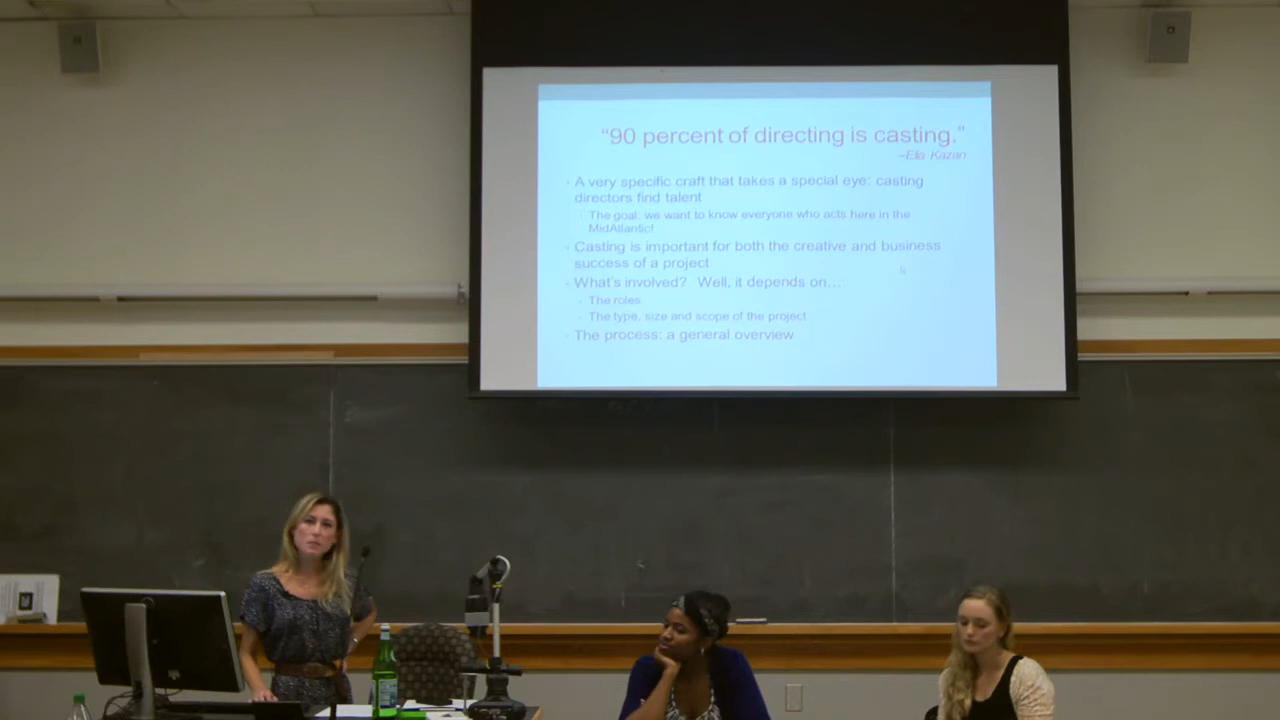 “90 percent of directing is casting.”
–Elia Kazan
A very specific craft that takes a special eye: casting
directors find talent
The goal: we want to know everyone who acts here in the
MidAtlantic!
Casting is important for both the creative and business
success of a project
What’s involved? Well, it depends on…
The roles
The type, size and scope of the project
The process: a general overview